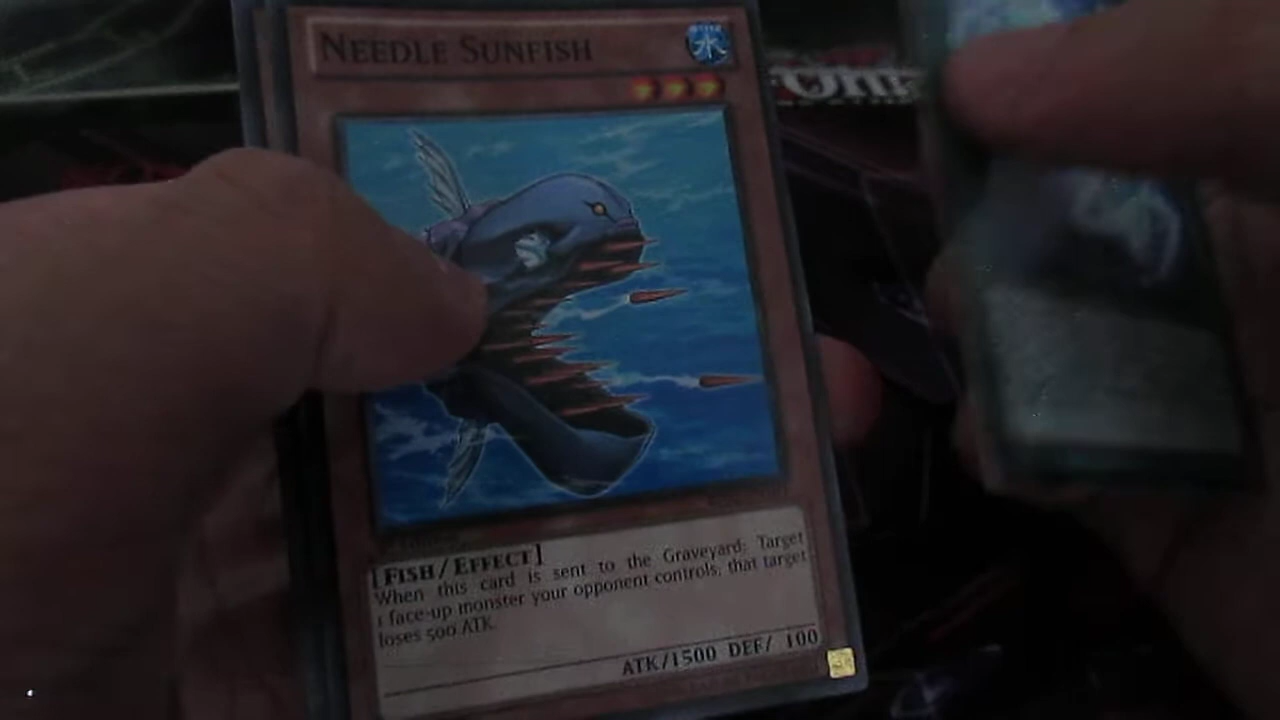 NEEDLE SUNFISH
水
[FISH/EFFECT]
When this card is sent to the Graveyard: Target
1 face-up monster your opponent controls; that target
loses 500 ATK.
ATK/1500 DEF/ 100